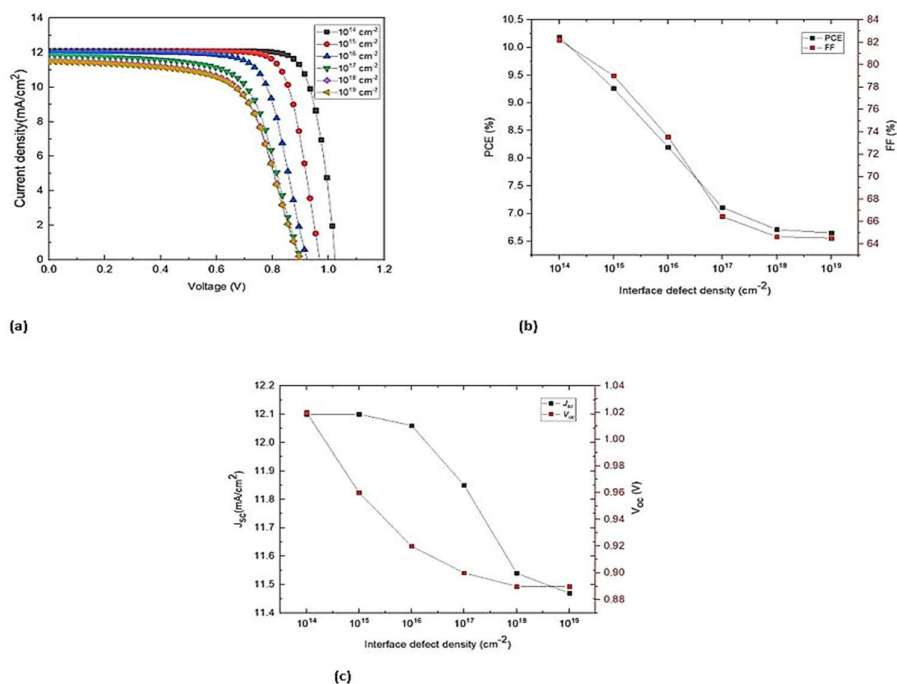 14
12
10
8
6
4
2
0
Current density(mA/cm²)
0.0 0.2 0.4 0.6 0.8 1.0 1.2
Voltage (V)
10¹⁴ cm⁻²
10¹⁵ cm⁻²
10¹⁶ cm⁻²
10¹⁷ cm⁻²
10¹⁸ cm⁻²
10¹⁹ cm⁻²
(a)
10.5
10.0
9.5
9.0
8.5
8.0
7.5
7.0
6.5
PCE (%)
PCE
FF
84
82
80
78
76
74
72
70
68
66
64
FF (%)
10¹⁴ 10¹⁵ 10¹⁶ 10¹⁷ 10¹⁸ 10¹⁹
Interface defect density (cm⁻²)
(b)
12.2
12.1
12.0
11.9
11.8
11.7
11.6
11.5
11.4
J_sc(mA/cm²)
J_sc
V_oc
1.04
1.02
1.00
0.98
0.96
0.94
0.92
0.90
0.88
V_oc (V)
10¹⁴ 10¹⁵ 10¹⁶ 10¹⁷ 10¹⁸ 10¹⁹
Interface defect density (cm⁻²)
(c)